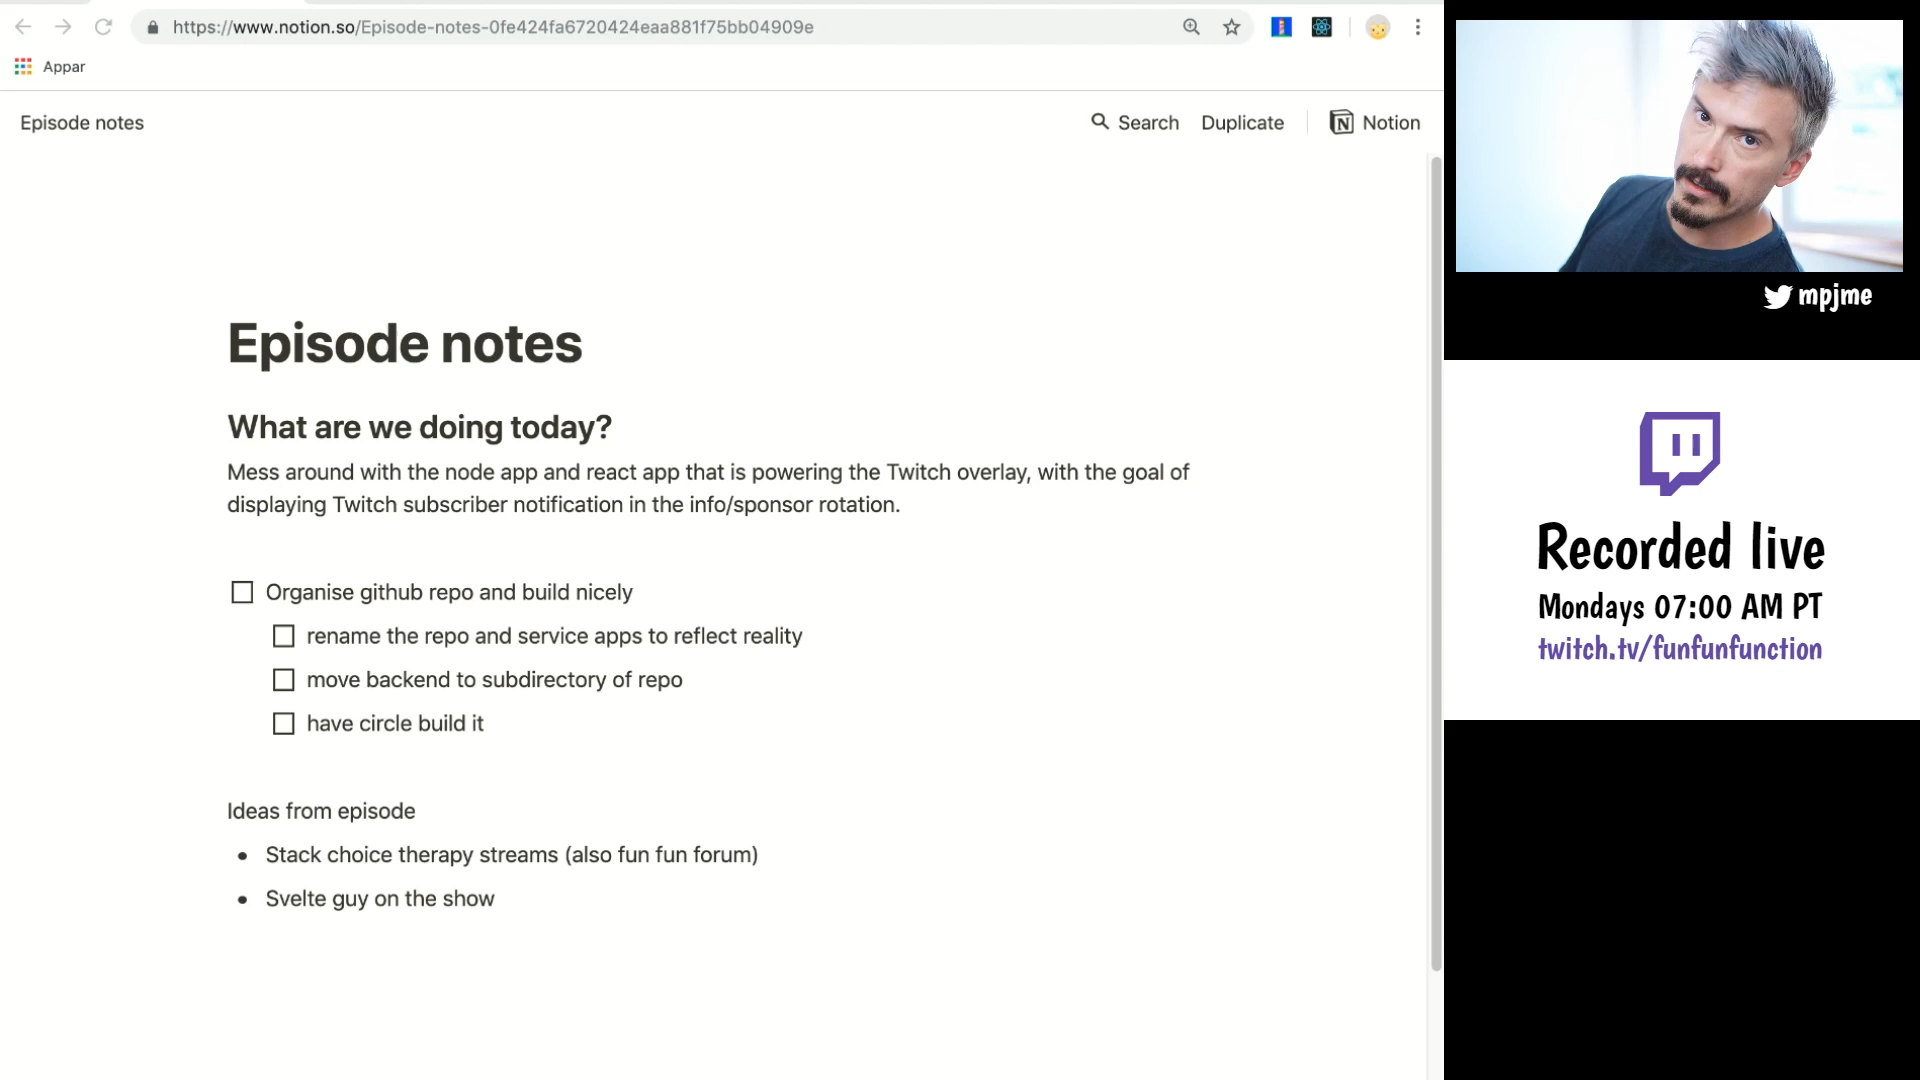 https://www.notion.so/Episode-notes-0fe424fa6720424eaa881f75bb04909e
Appar
Episode notes
Search
Duplicate
Notion
Episode notes
What are we doing today?
Mess around with the node app and react app that is powering the Twitch overlay, with the goal of
displaying Twitch subscriber notification in the info/sponsor rotation.
Organise github repo and build nicely
rename the repo and service apps to reflect reality
move backend to subdirectory of repo
have circle build it
Ideas from episode
Stack choice therapy streams (also fun fun forum)
Svelte guy on the show
mpjme
Recorded live
Mondays 07:00 AM PT
twitch.tv/funfunfunction